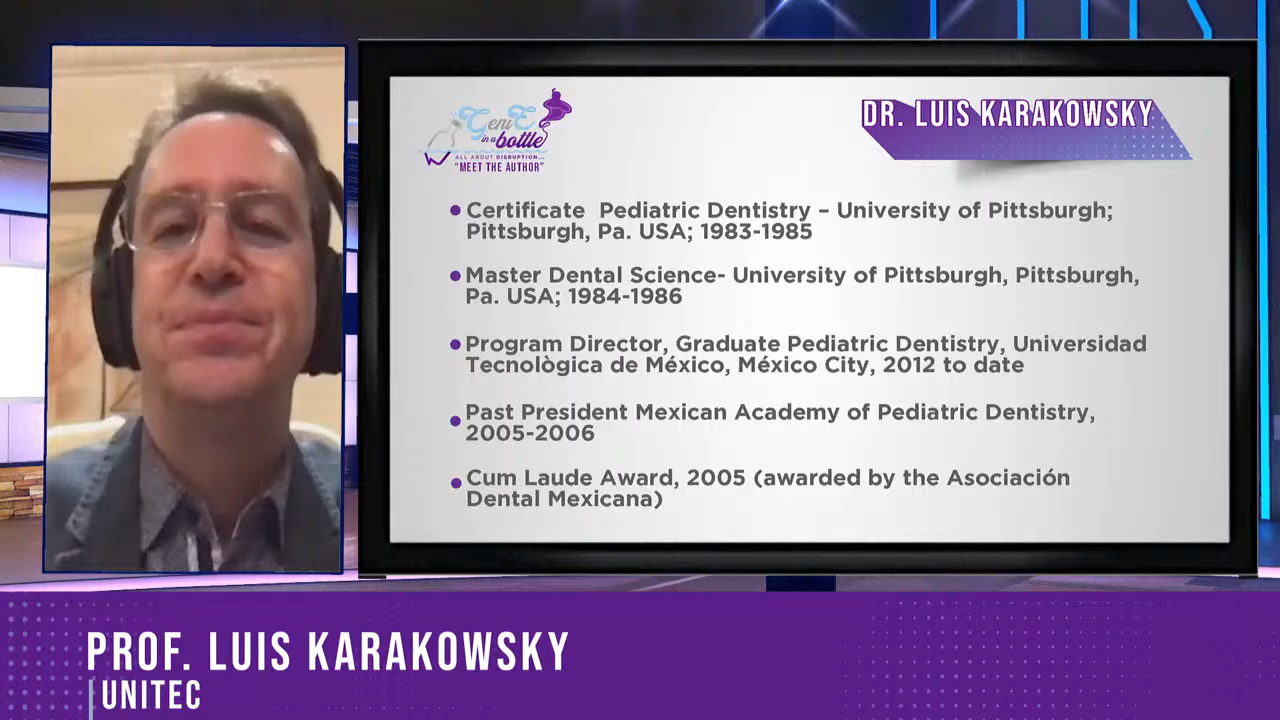 GeniE
in a bottle
ALL ABOUT DISRUPTION...
"MEET THE AUTHOR"
DR. LUIS KARAKOWSKY
Certificate  Pediatric Dentistry – University of Pittsburgh;
Pittsburgh, Pa. USA; 1983-1985
Master Dental Science- University of Pittsburgh, Pittsburgh,
Pa. USA; 1984-1986
Program Director, Graduate Pediatric Dentistry, Universidad
Tecnològica de México, México City, 2012 to date
Past President Mexican Academy of Pediatric Dentistry,
2005-2006
Cum Laude Award, 2005 (awarded by the Asociación
Dental Mexicana)
PROF. LUIS KARAKOWSKY
UNITEC